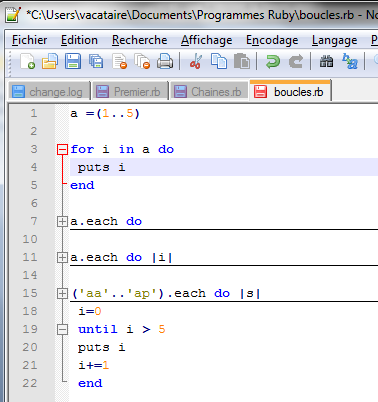 *C:\Users\vacataire\Documents\Programmes Ruby\boucles.rb - No
Fichier Edition Recherche Affichage Encodage Langage P
change.log Premier.rb Chaines.rb boucles.rb
1 a =(1..5)
2
3 for i in a do
4 puts i
5 end
6
7 a.each do
10
11 a.each do |i|
14
15 ('aa'..'ap').each do |s|
18 i=0
19 until i > 5
20 puts i
21 i+=1
22 end